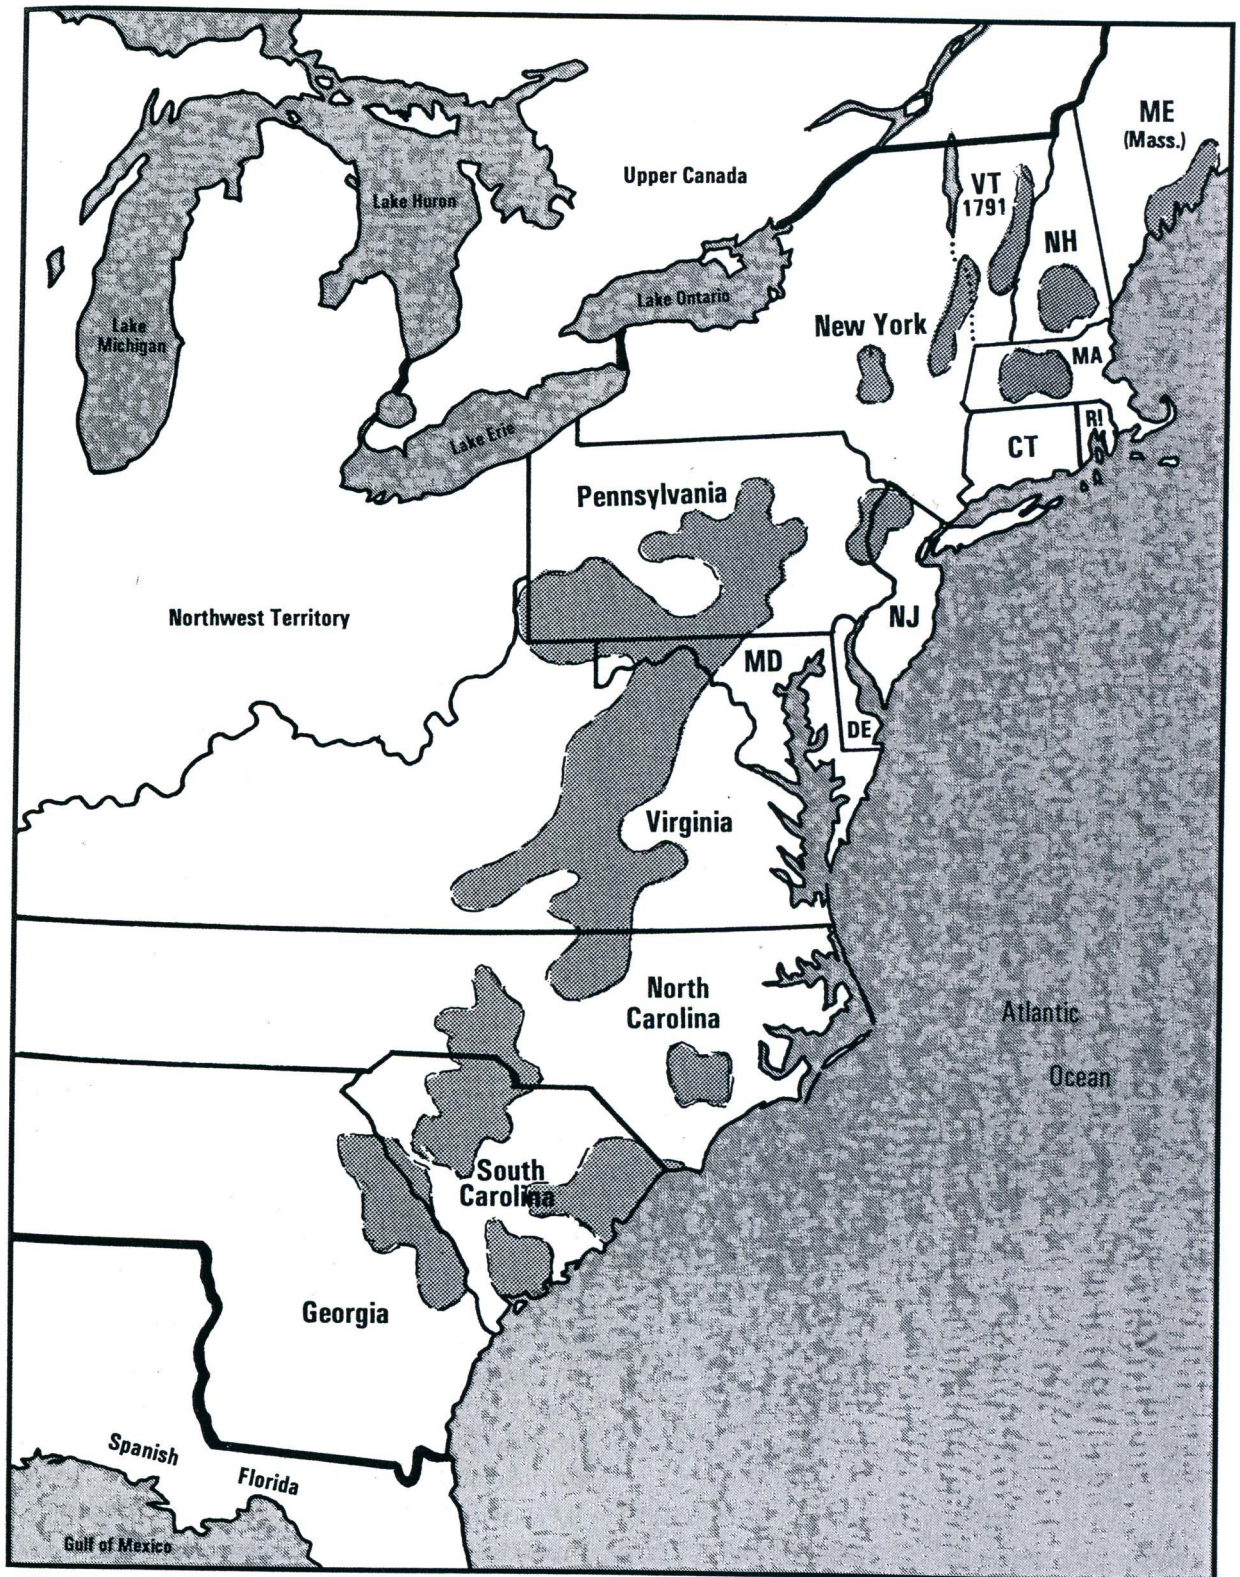 ME
(Mass.)
Upper Canada
VT
1791
Lake Huron
NH
Lake Ontario
New York
Lake
Michigan
MA
RI
Lake Erie
CT
Pennsylvania
Northwest Territory
NJ
MD
DE
Virginia
North
Carolina
Atlantic
Ocean
South
Carolina
Georgia
Spanish
Florida
Gulf of Mexico